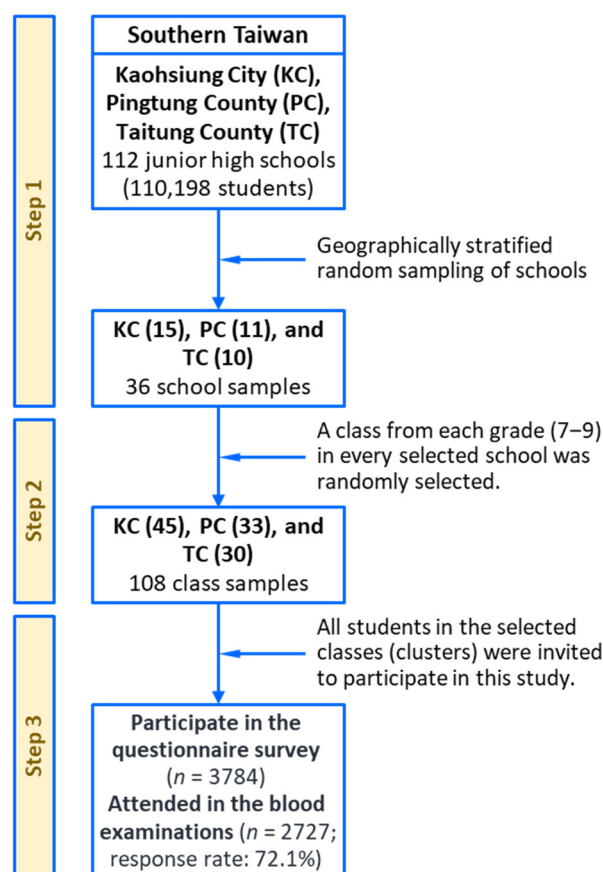 Southern Taiwan
Kaohsiung City (KC),
Pingtung County (PC),
Taitung County (TC)
112 junior high schools
(110,198 students)
Step 1
Geographically stratified
random sampling of schools
KC (15), PC (11), and
TC (10)
36 school samples
A class from each grade (7–9)
in every selected school was
randomly selected.
Step 2
KC (45), PC (33), and
TC (30)
108 class samples
All students in the selected
classes (clusters) were invited
to participate in this study.
Step 3
Participate in the
questionnaire survey
(n = 3784)
Attended in the blood
examinations (n = 2727;
response rate: 72.1%)